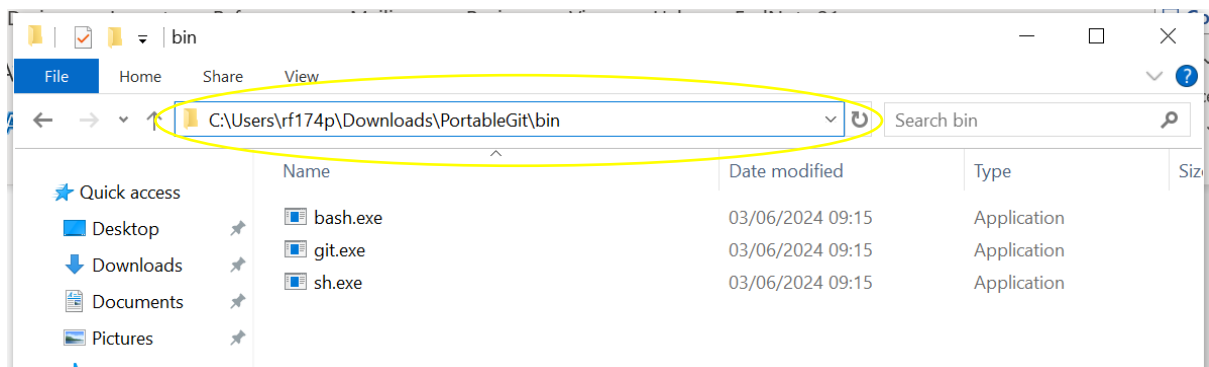 bin
File Home Share View
C:\Users\rf174p\Downloads\PortableGit\bin Search bin
Name Date modified Type
Quick access
bash.exe 03/06/2024 09:15 Application
Desktop
git.exe 03/06/2024 09:15 Application
Downloads
sh.exe 03/06/2024 09:15 Application
Documents
Pictures